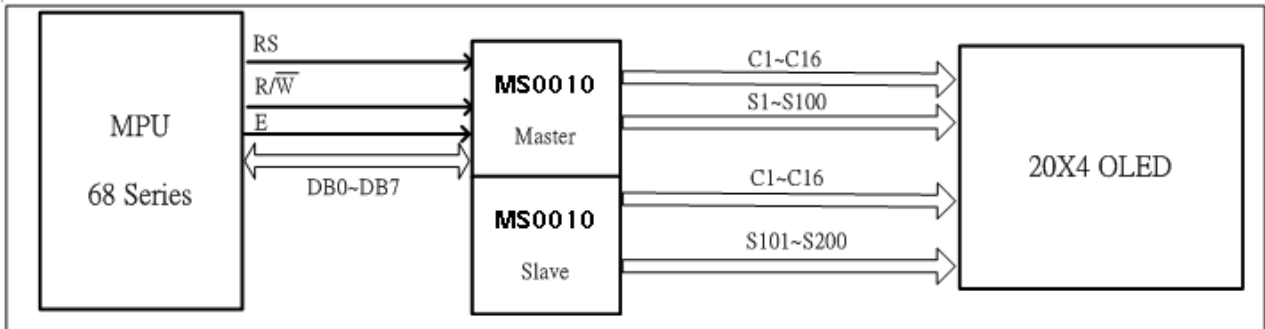 MPU
68 Series
RS
R/W̅
E
DB0~DB7
MS0010
Master
MS0010
Slave
C1~C16
S1~S100
C1~C16
S101~S200
20X4 OLED